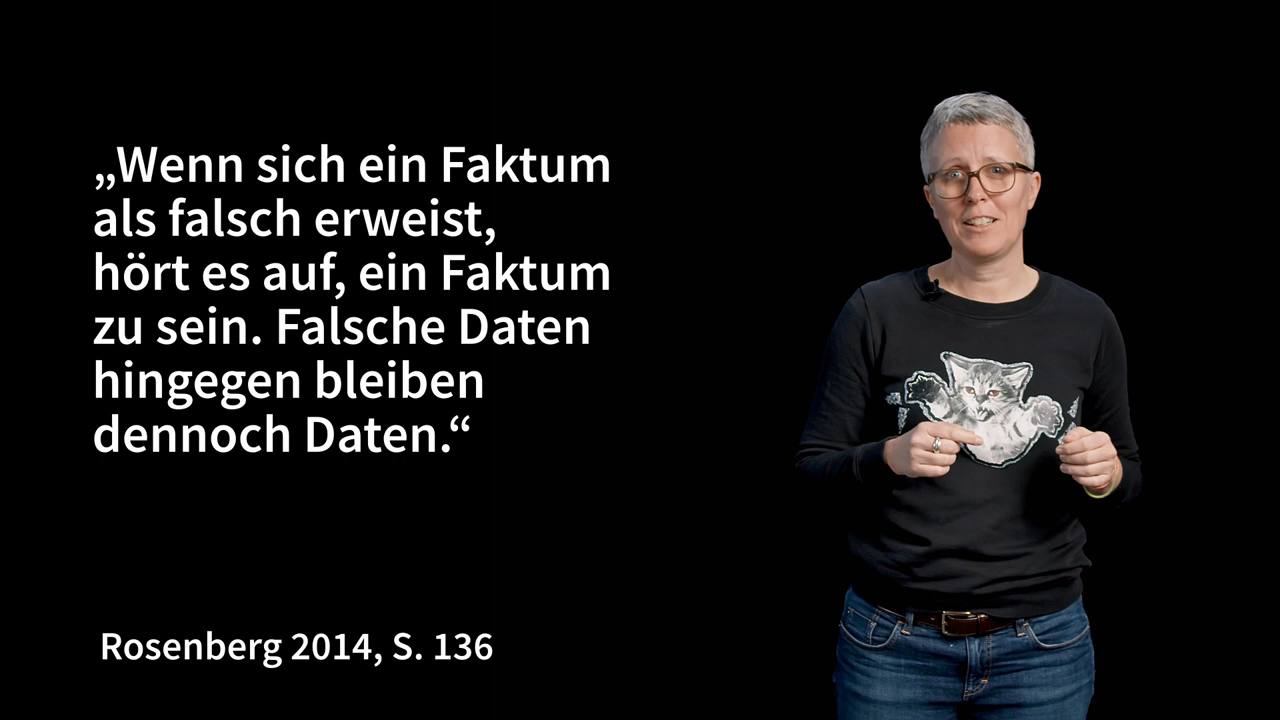 „Wenn sich ein Faktum
als falsch erweist,
hört es auf, ein Faktum
zu sein. Falsche Daten
hingegen bleiben
dennoch Daten.“
Rosenberg 2014, S. 136